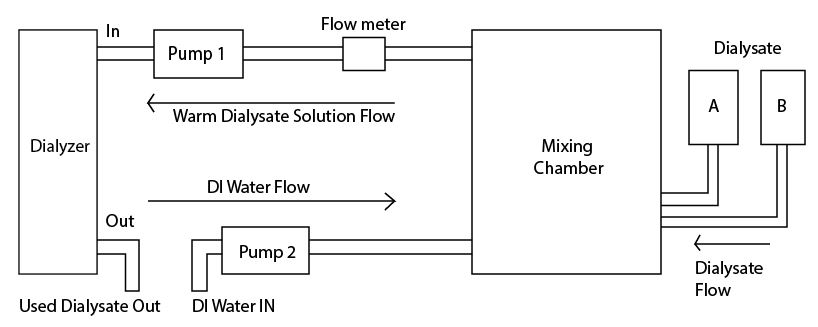 In
Flow meter
Pump 1
Dialysate
A
B
Warm Dialysate Solution Flow
Dialyzer
Mixing
Chamber
DI Water Flow
Out
Pump 2
Dialysate
Flow
Used Dialysate Out
DI Water IN